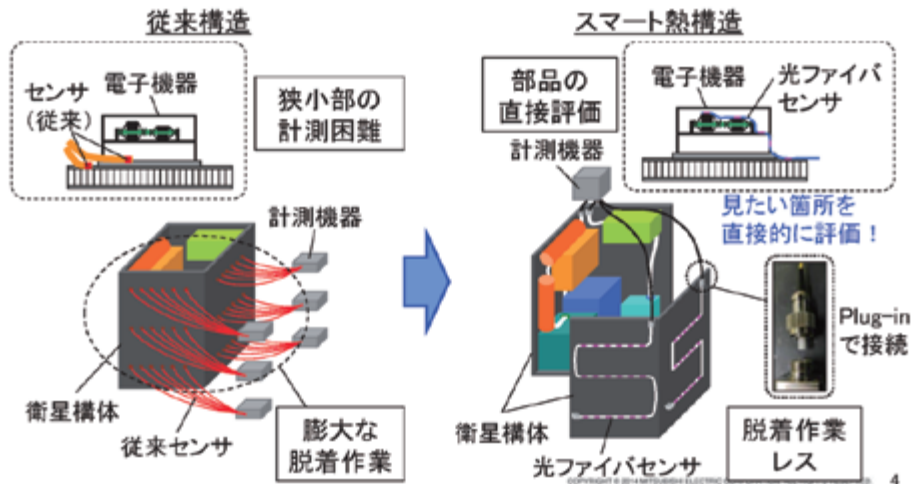 従来構造
センサ
(従来)
電子機器
狭小部の
計測困難
計測機器
衛星構体
従来センサ
膨大な
脱着作業
スマート熱構造
部品の
直接評価
電子機器
光ファイバ
センサ
計測機器
見たい箇所を
直接的に評価！
Plug-in
で接続
衛星構体
光ファイバセンサ
脱着作業
レス
4